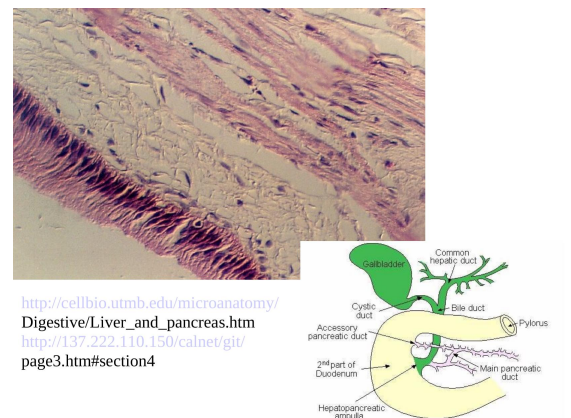 http://cellbio.utmb.edu/microanatomy/
Digestive/Liver_and_pancreas.htm
http://137.222.110.150/calnet/git/
page3.htm#section4
Gallbladder
Common
hepatic duct
Cystic
duct
Bile duct
Accessory
pancreatic duct
Pylorus
2nd part of
Duodenum
Main pancreatic
duct
Hepatopancreatic
ampulla